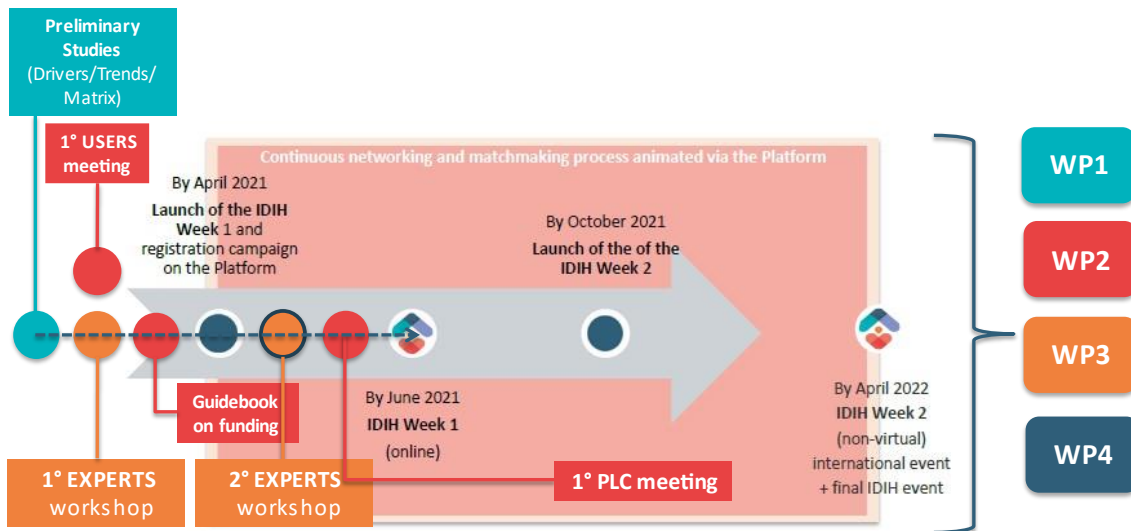 Preliminary
Studies
(Drivers/Trends/
Matrix)
1° USERS
meeting
Continuous networking and matchmaking process animated via the Platform
By April 2021
Launch of the IDIH
Week 1 and
registration campaign
on the Platform
By October 2021
Launch of the of the
IDIH Week 2
Guidebook
on funding
By June 2021
IDIH Week 1
(online)
By April 2022
IDIH Week 2
(non-virtual)
international event
+ final IDIH event
1° EXPERTS
workshop
2° EXPERTS
workshop
1° PLC meeting
WP1
WP2
WP3
WP4